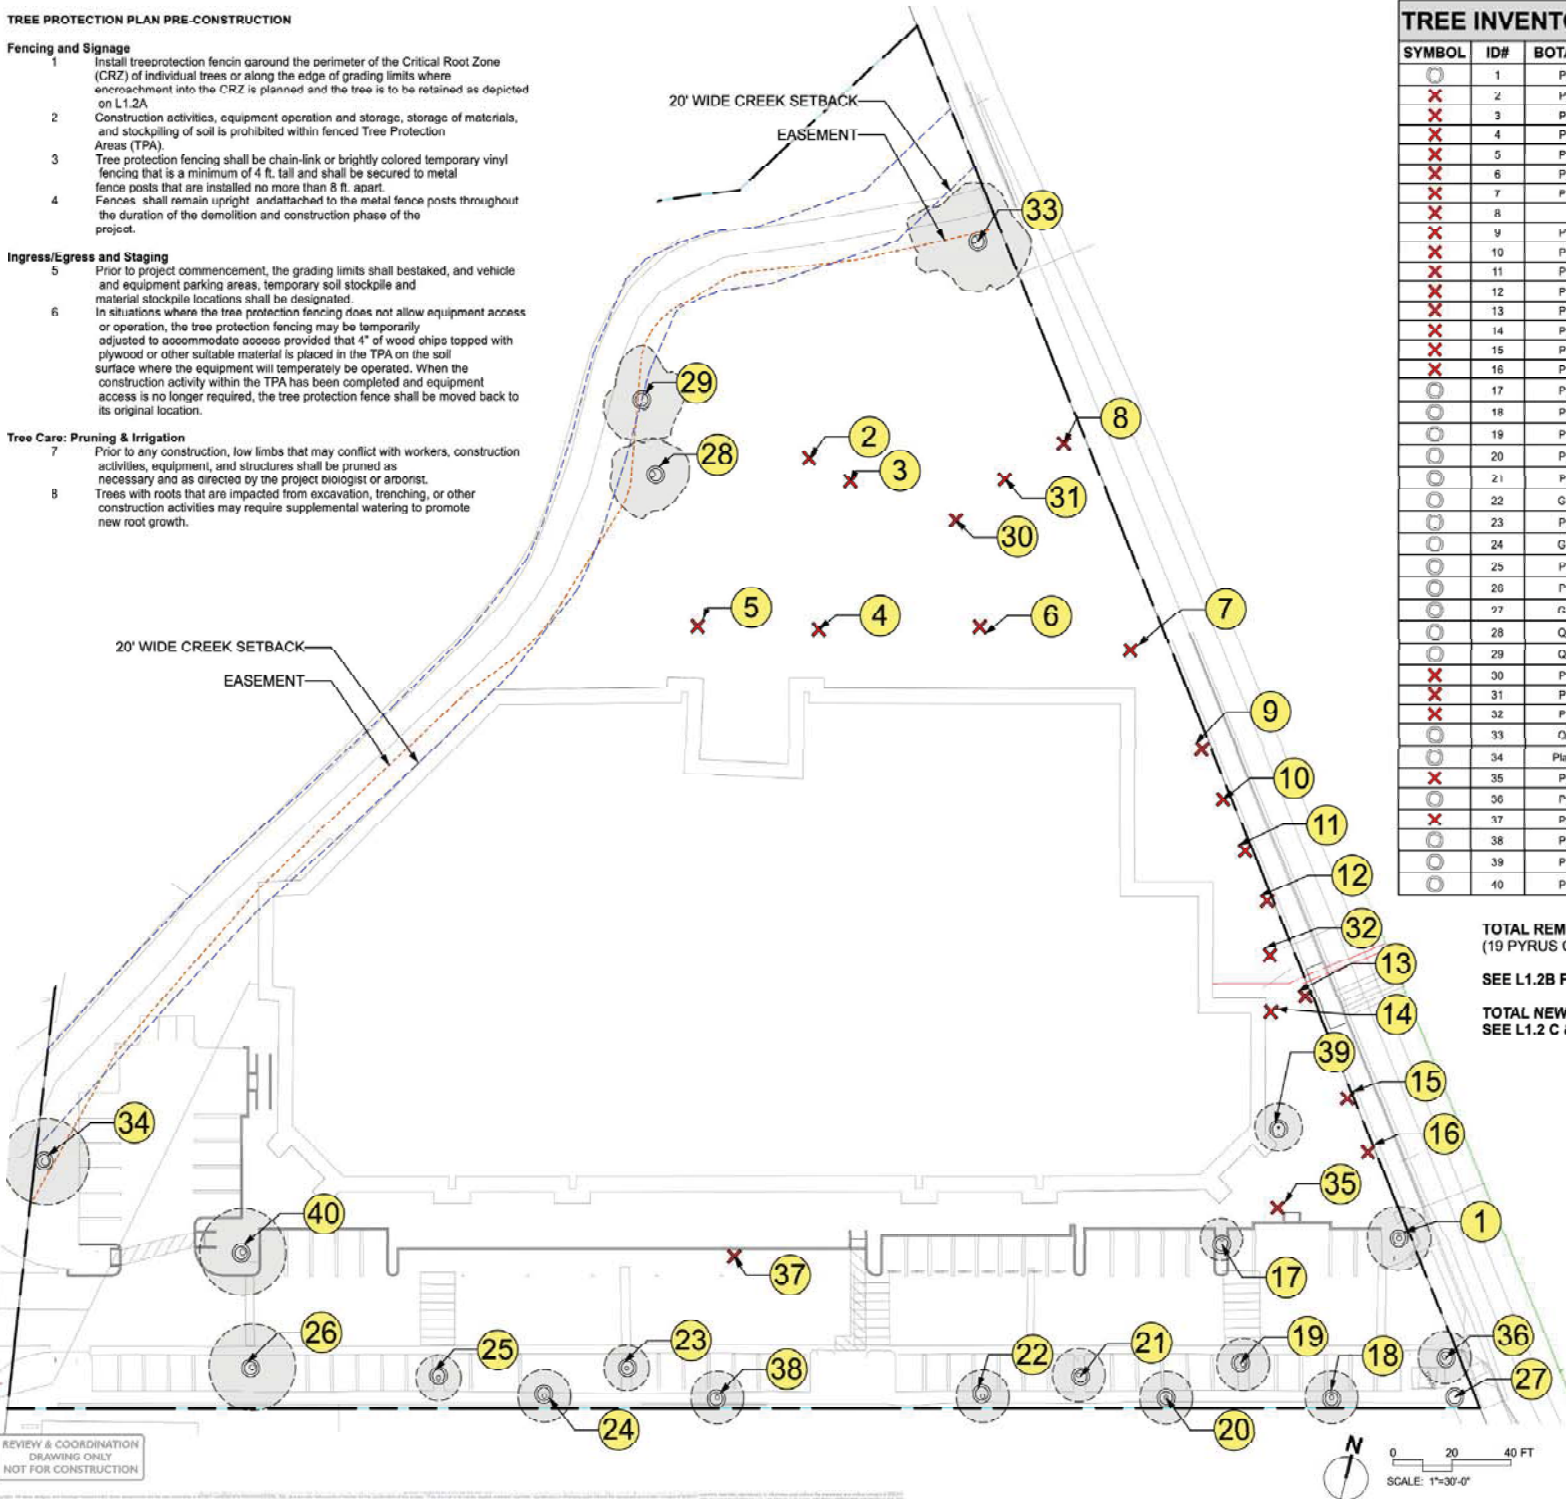 TREE PROTECTION PLAN PRE-CONSTRUCTION
Fencing and Signage
1 Install treeprotection fencin garound the perimeter of the Critical Root Zone
(CRZ) of individual trees or along the edge of grading limits where
encroachment into the CRZ is planned and the tree is to be retained as depicted
on L1.2A
2 Construction activities, equipment operation and storage, storage of materials,
and stockpiling of soil is prohibited within fenced Tree Protection
Areas (TPA).
3 Tree protection fencing shall be chain-link or brightly colored temporary vinyl
fencing that is a minimum of 4 ft. tall and shall be secured to metal
fence posts that are installed no more than 8 ft. apart.
4 Fences shall remain upright andattached to the metal fence posts throughout
the duration of the demolition and construction phase of the
project.
Ingress/Egress and Staging
5 Prior to project commencement, the grading limits shall bestaked, and vehicle
and equipment parking areas, temporary soil stockpile and
material stockpile locations shall be designated.
6 In situations where the tree protection fencing does not allow equipment access
or operation, the tree protection fencing may be temporarily
adjusted to accommodate access provided that 4" of wood chips topped with
plywood or other suitable material is placed in the TPA on the soil
surface where the equipment will temperately be operated. When the
construction activity within the TPA has been completed and equipment
access is no longer required, the tree protection fence shall be moved back to
its original location.
Tree Care: Pruning & Irrigation
7 Prior to any construction, low limbs that may conflict with workers, construction
activities, equipment, and structures shall be pruned as
necessary and as directed by the project biologist or arborist.
8 Trees with roots that are impacted from excavation, trenching, or other
construction activities may require supplemental watering to promote
new root growth.
20' WIDE CREEK SETBACK
EASEMENT
33
29
28
2
3
8
31
30
5
4
6
7
20' WIDE CREEK SETBACK
EASEMENT
9
10
11
12
32
13
14
39
15
16
34
35
1
40
37
17
26
25
23
38
22
21
19
18
36
27
24
20
TREE INVENTO
SYMBOL ID# BOTA
1 P
2 P
3 P
4 P
5 P
6 P
7 P
8
9 P
10 P
11 P
12 P
13 P
14 P
15 P
16 P
17 P
18 P
19 P
20 P
21 P
22 G
23 P
24 G
25 P
26 P
27 G
28 Q
29 Q
30 P
31 P
32 P
33 Q
34 Pla
35 P
36 P
37 P
38 P
39 P
40 P
TOTAL REM
(19 PYRUS C
SEE L1.2B F
TOTAL NEW
SEE L1.2 C &
REVIEW & COORDINATION
DRAWING ONLY
NOT FOR CONSTRUCTION
N
0 20 40 FT
SCALE: 1"=30'-0"